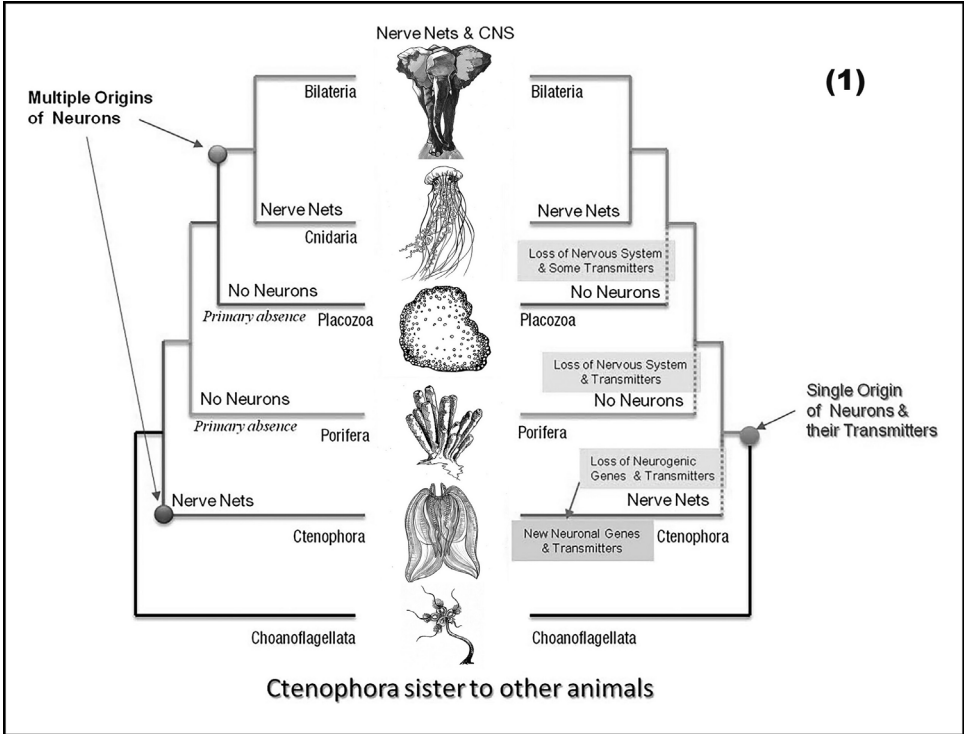 Nerve Nets & CNS
(1)
Multiple Origins
of Neurons
Bilateria
Nerve Nets
Cnidaria
No Neurons
Primary absence
Placozoa
No Neurons
Primary absence
Porifera
Nerve Nets
Ctenophora
Choanoflagellata
Bilateria
Nerve Nets
Loss of Nervous System
& Some Transmitters
No Neurons
Placozoa
Loss of Nervous System
& Transmitters
No Neurons
Porifera
Single Origin
of Neurons &
their Transmitters
Loss of Neurogenic
Genes & Transmitters
Nerve Nets
New Neuronal Genes
& Transmitters
Ctenophora
Choanoflagellata
Ctenophora sister to other animals